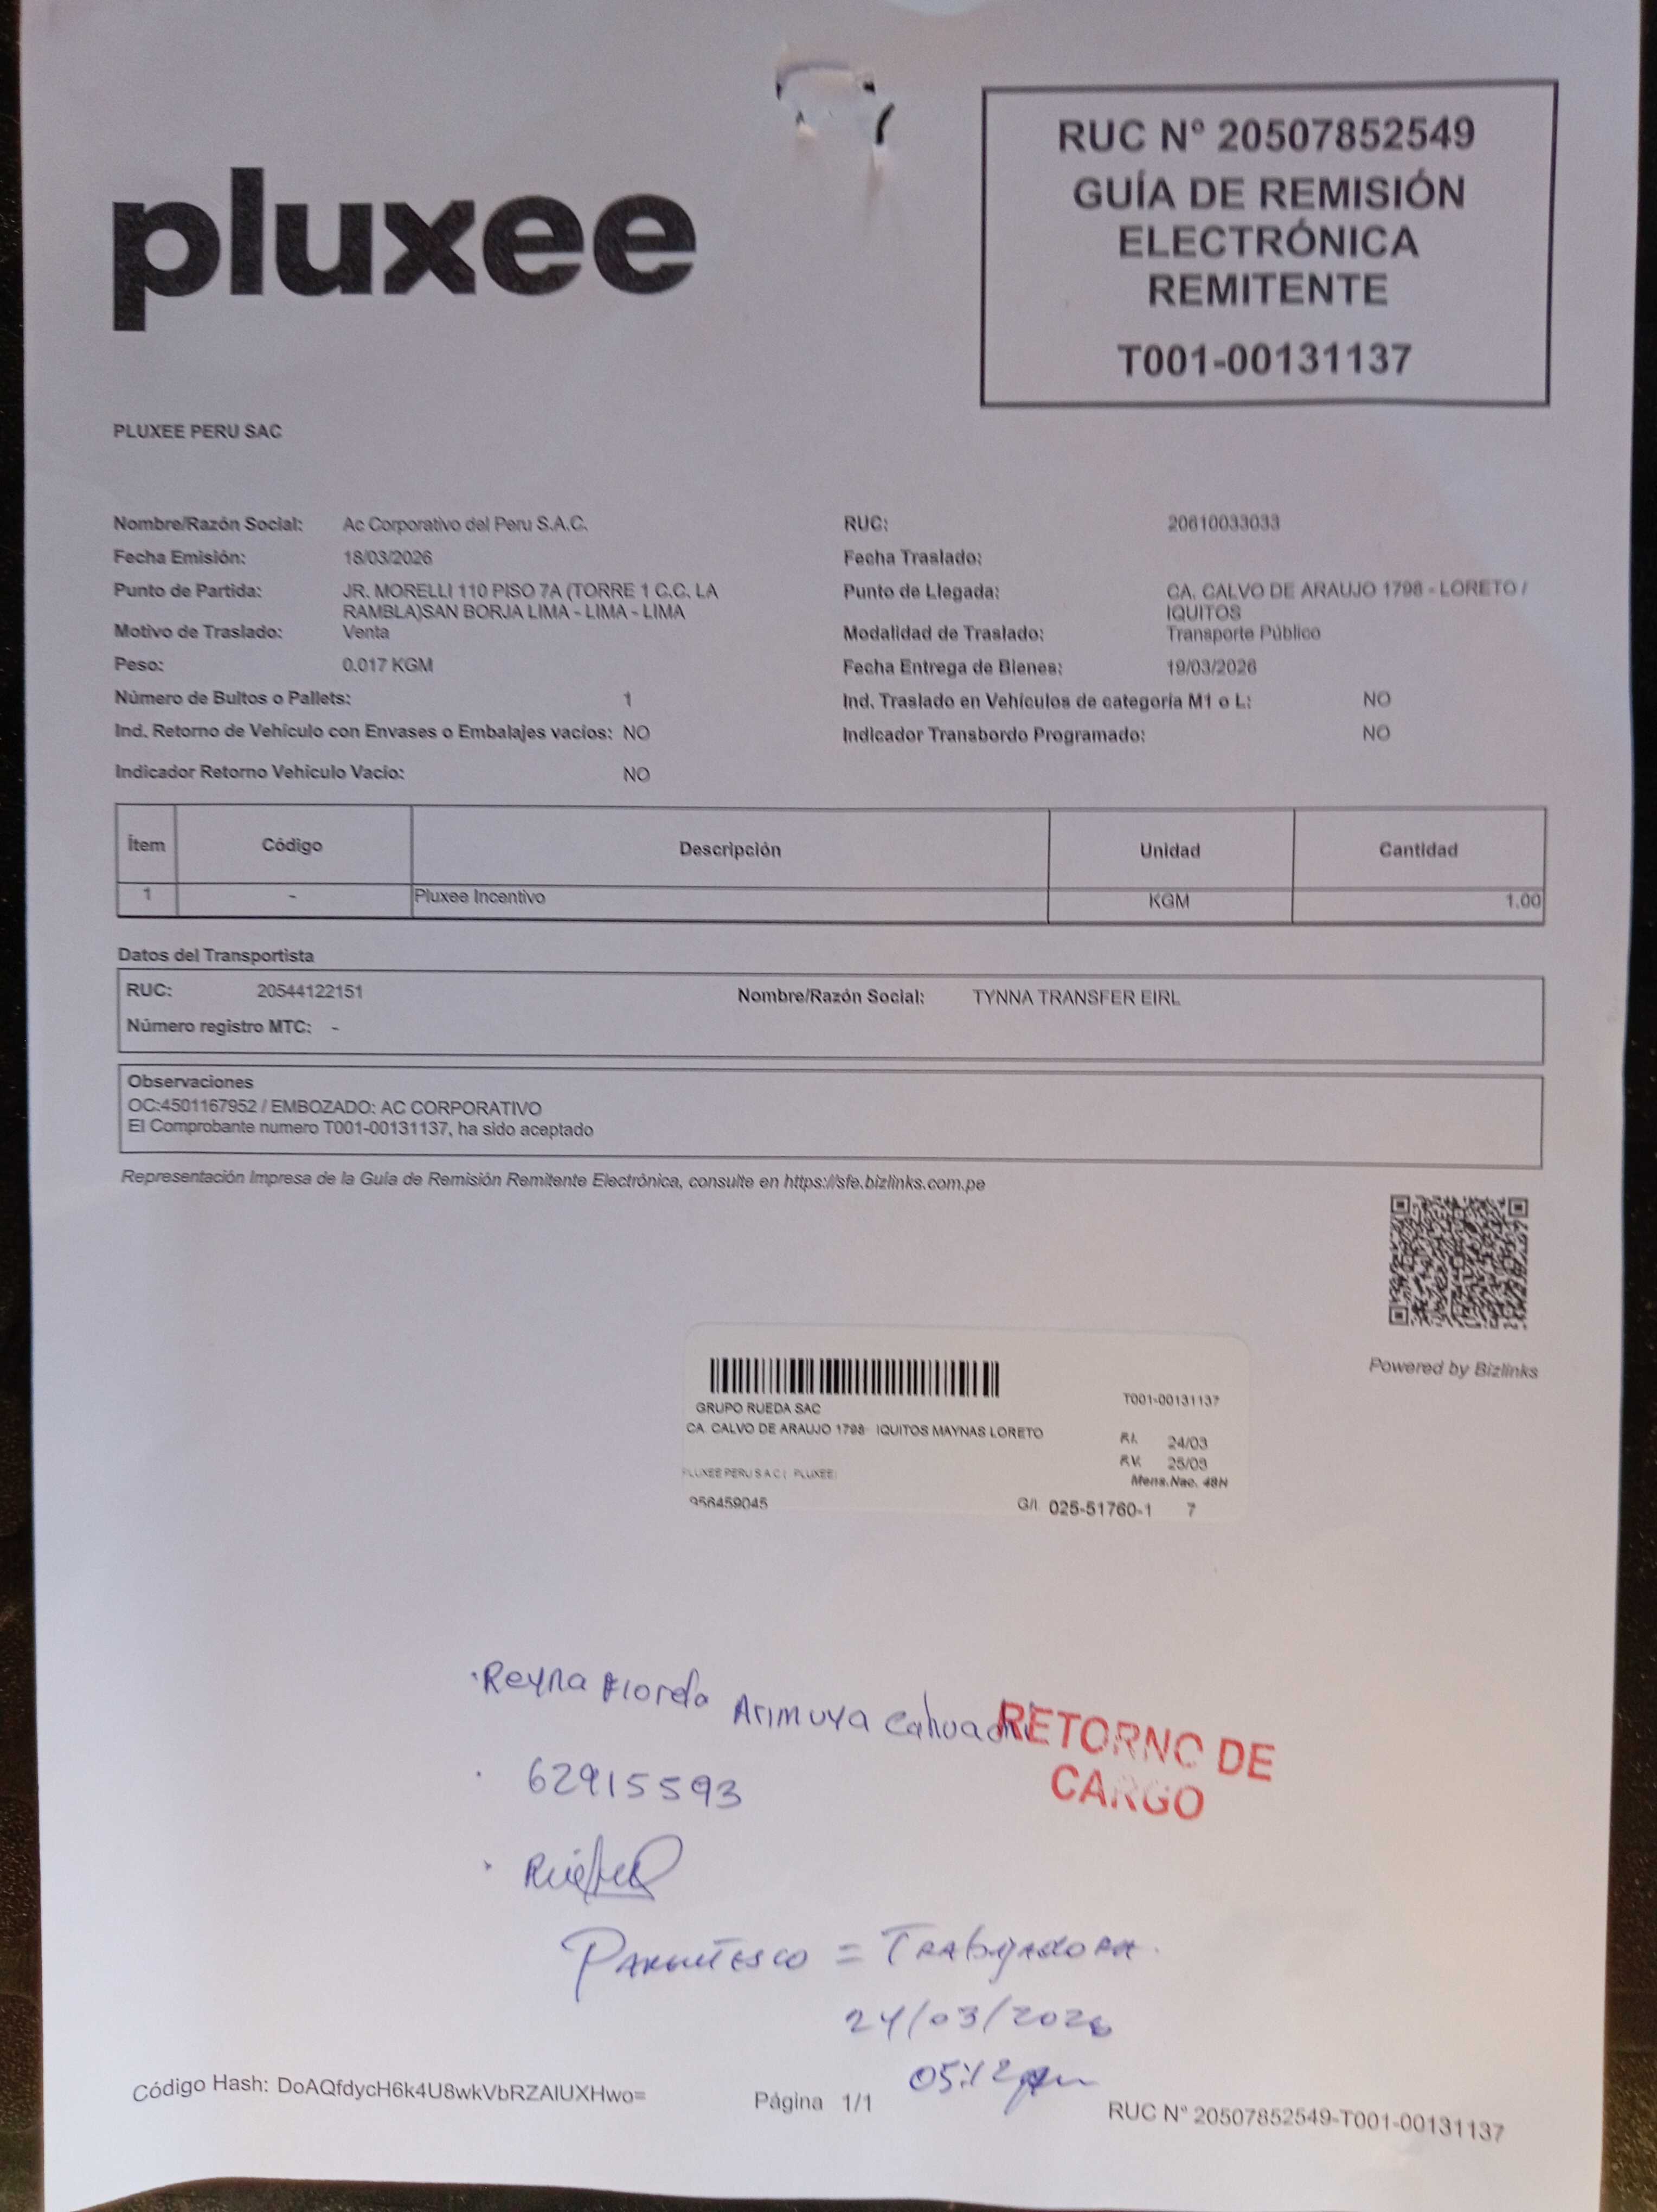 pluxee
RUC N° 20507852549
GUÍA DE REMISIÓN
ELECTRÓNICA
REMITENTE
T001-00131137
PLUXEE PERU SAC
Nombre/Razón Social: Ac Corporativo del Peru S.A.C. RUC: 20610033033
Fecha Emisión: 18/03/2026 Fecha Traslado:
Punto de Partida: JR. MORELLI 110 PISO 7A (TORRE 1 C.C. LA Punto de Llegada: CA. CALVO DE ARAUJO 1798 - LORETO /
RAMBLA)SAN BORJA LIMA - LIMA - LIMA IQUITOS
Motivo de Traslado: Venta Modalidad de Traslado: Transporte Público
Peso: 0.017 KGM Fecha Entrega de Bienes: 19/03/2026
Número de Bultos o Pallets: 1 Ind. Traslado en Vehículos de categoría M1 o L: NO
Ind. Retorno de Vehículo con Envases o Embalajes vacíos: NO Indicador Transbordo Programado: NO
Indicador Retorno Vehículo Vacío: NO
Ítem Código Descripción Unidad Cantidad
1 - Pluxee Incentivo KGM 1.00
Datos del Transportista
RUC: 20544122151 Nombre/Razón Social: TYNNA TRANSFER EIRL
Número registro MTC: -
Observaciones
OC:4501167952 / EMBOZADO: AC CORPORATIVO
El Comprobante numero T001-00131137, ha sido aceptado
Representación Impresa de la Guía de Remisión Remitente Electrónica, consulte en https://sfe.bizlinks.com.pe
Powered by Bizlinks
T001-00131137
GRUPO RUEDA SAC
CA. CALVO DE ARAUJO 1798- IQUITOS MAYNAS LORETO
R.I. 24/03
R.V. 25/03
PLUXEE PERU S A C ( PLUXEE)
Mens.Nac. 48H
956459045 G/I. 025-51760-1 7
·Reyna Fiorela Arimuya Cahuachi
RETORNO DE
CARGO
· 62915593
Parentesco = Trabajadora.
24/03/2026
05:12pm
Código Hash: DoAQfdycH6k4U8wkVbRZAIUXHwo=
Página 1/1
RUC N° 20507852549-T001-00131137